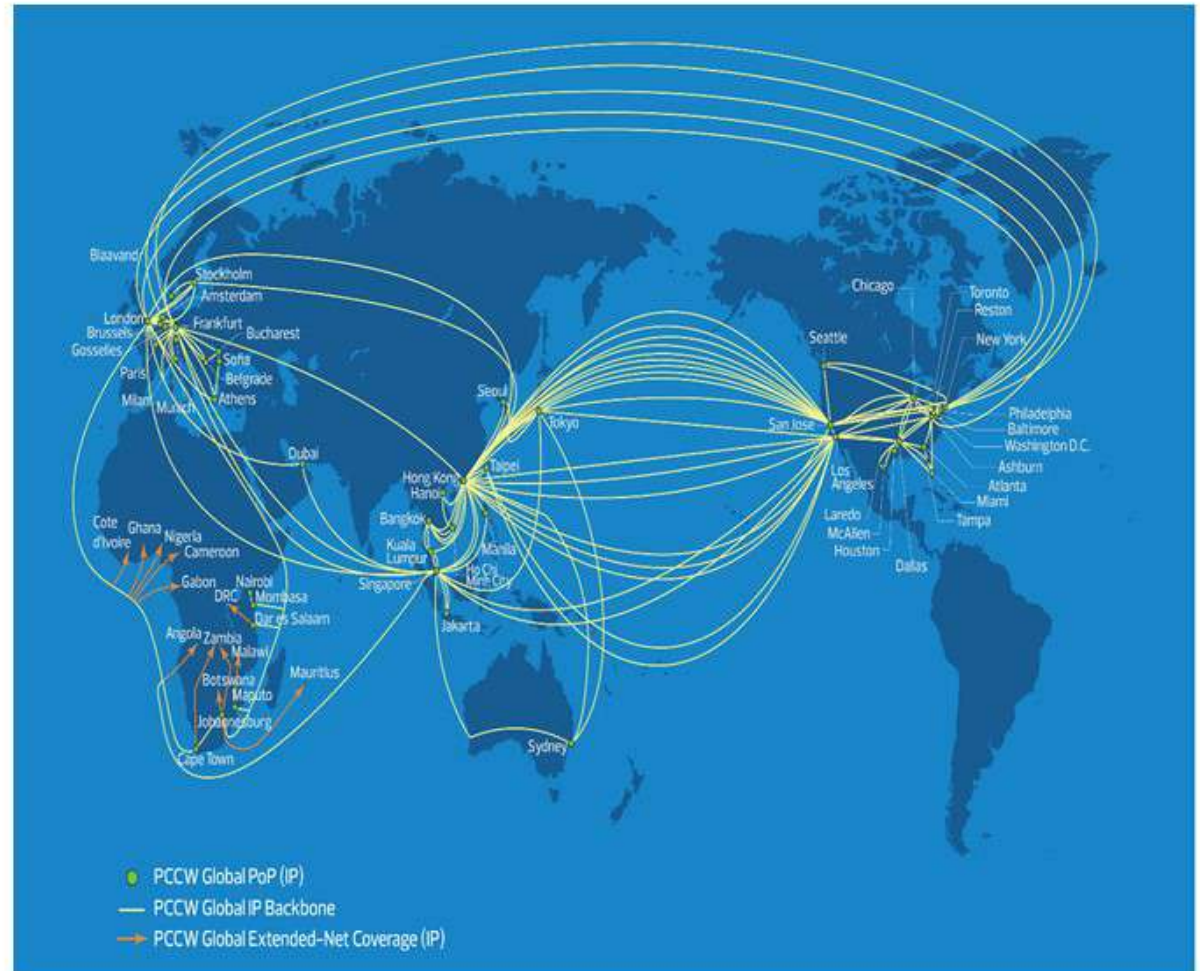 Blaavand
Stockholm
Amsterdam
London
Frankfurt
Brussels
Bucharest
Gosselies
Sofia
Paris
Belgrade
Milan
Munich
Athens
Dubai
Seoul
Tokyo
Taipei
Hong Kong
Hanoi
Bangkok
Kuala
Lumpur
Manila
Singapore
Ho Chi
Minh City
Jakarta
Sydney
Cote
d'Ivoire
Ghana
Nigeria
Cameroon
Gabon
Nairobi
DRC
Mombasa
Dar es Salaam
Angola
Zambia
Malawi
Botswana
Maputo
Mauritius
Johannesburg
Cape Town
Chicago
Toronto
Reston
Seattle
New York
San Jose
Philadelphia
Baltimore
Washington D.C.
Los
Angeles
Ashburn
Atlanta
Miami
Tampa
Laredo
McAllen
Houston
Dallas
PCCW Global PoP (IP)
PCCW Global IP Backbone
PCCW Global Extended-Net Coverage (IP)